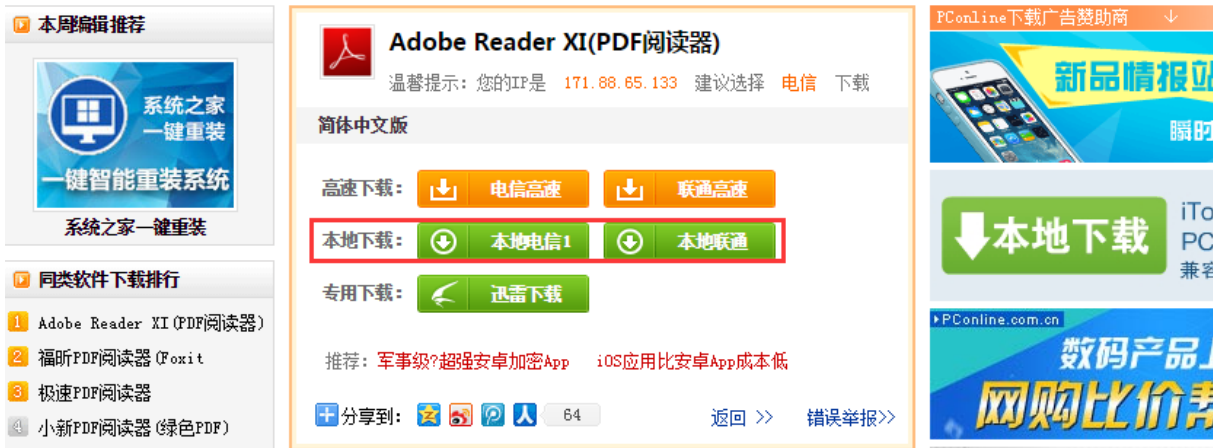 本周编辑推荐
系统之家
一键重装
一键智能重装系统
系统之家一键重装
同类软件下载排行
1 Adobe Reader XI(PDF阅读器)
2 福昕PDF阅读器(Foxit
3 极速PDF阅读器
4 小新PDF阅读器(绿色PDF)
Adobe Reader XI(PDF阅读器)
温馨提示: 您的IP是 171.88.65.133 建议选择 电信 下载
简体中文版
高速下载: 电信高速 联通高速
本地下载: 本地电信1 本地联通
专用下载: 迅雷下载
推荐: 军事级?超强安卓加密App iOS应用比安卓App成本低
分享到: 64 返回 >> 错误举报>>
PConline下载广告赞助商 ↓
新品情报站
瞬时
本地下载
iTo
PC
兼容
PConline.com.cn
数码产品
网购比价